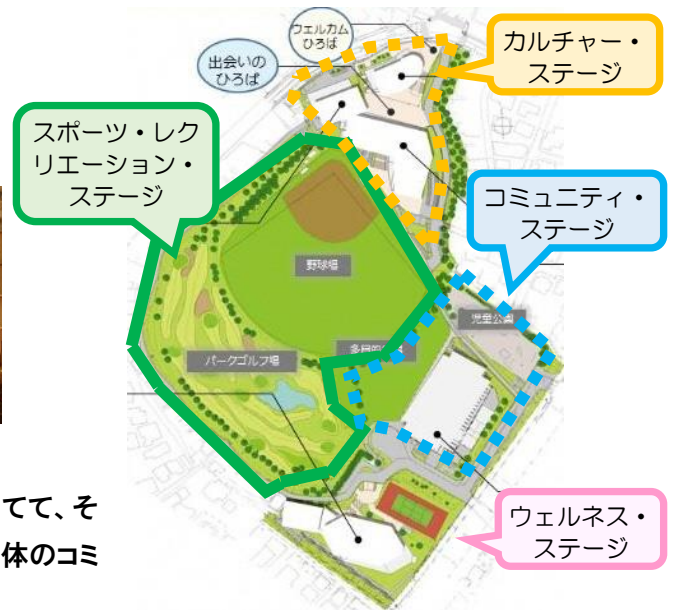 ウェルカム
ひろば
出会いの
ひろば
カルチャー・
ステージ
スポーツ・レク
リエーション・
ステージ
コミュニティ・
ステージ
野球場
児童公園
パークゴルフ場
ウェルネス・
ステージ
てて、そ
体のコミ